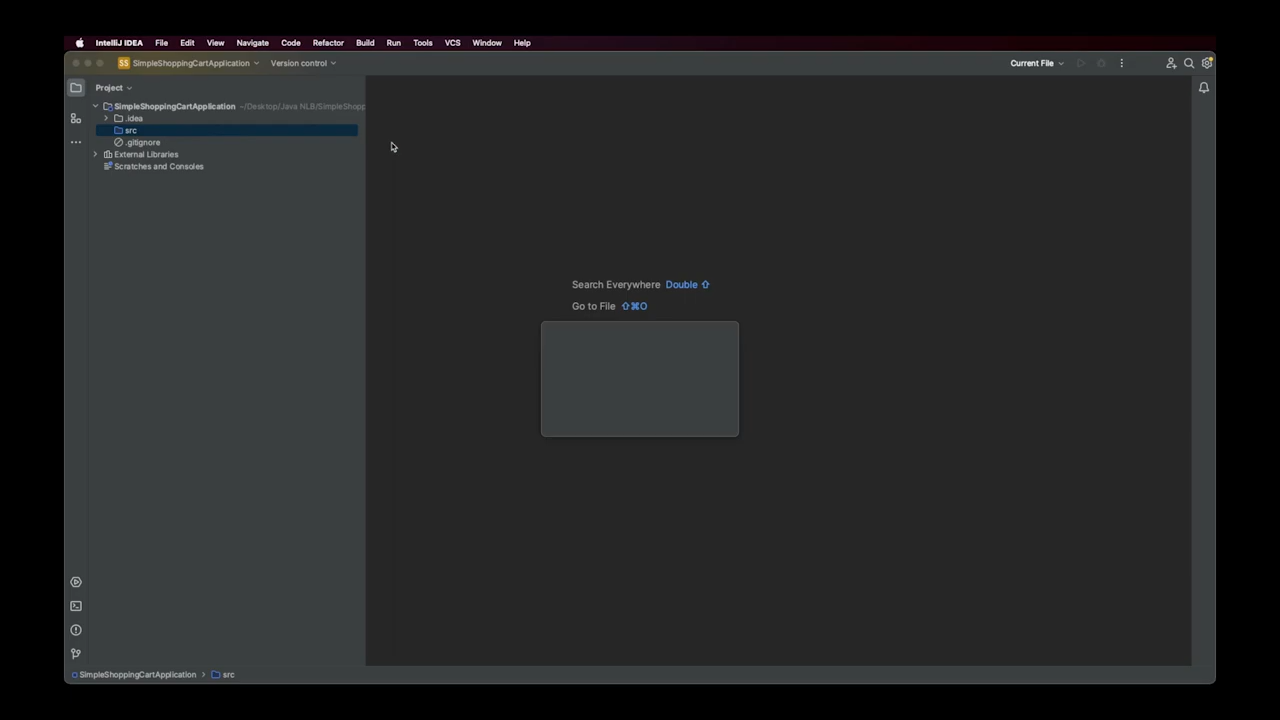 IntelliJ IDEA File Edit View Navigate Code Refactor Build Run Tools VCS Window Help
SS SimpleShoppingCartApplication Version control Current File
Project
SimpleShoppingCartApplication ~/Desktop/Java NLB/SimpleShopp
.idea
src
.gitignore
External Libraries
Scratches and Consoles
Search Everywhere Double ⇧
Go to File ⇧⌘O
SimpleShoppingCartApplication › src